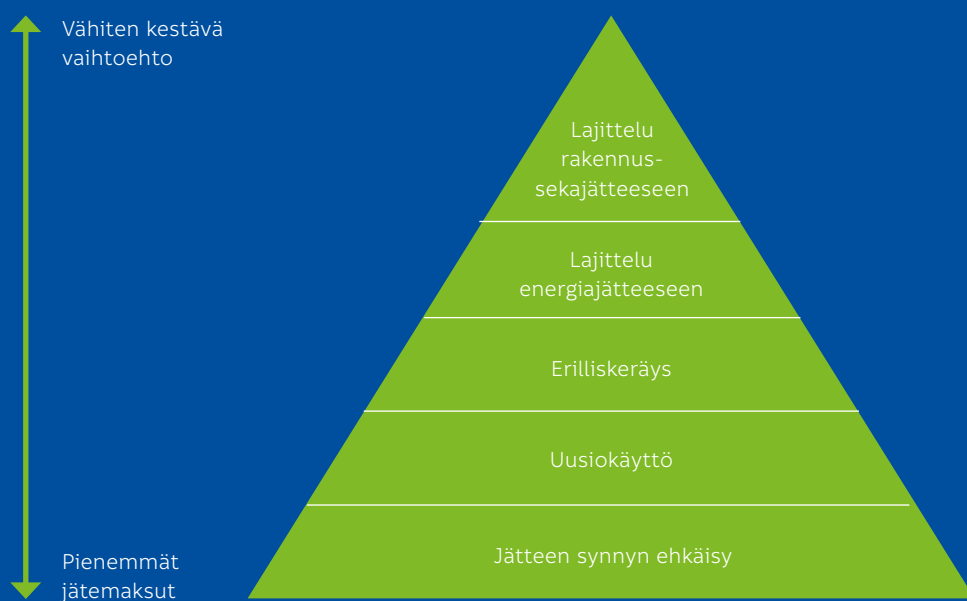 Vähiten kestävä
vaihtoehto
Lajittelu
rakennus-
sekajätteeseen
Lajittelu
energiajätteeseen
Erilliskeräys
Uusiokäyttö
Jätteen synnyn ehkäisy
Pienemmät
jätemaksut